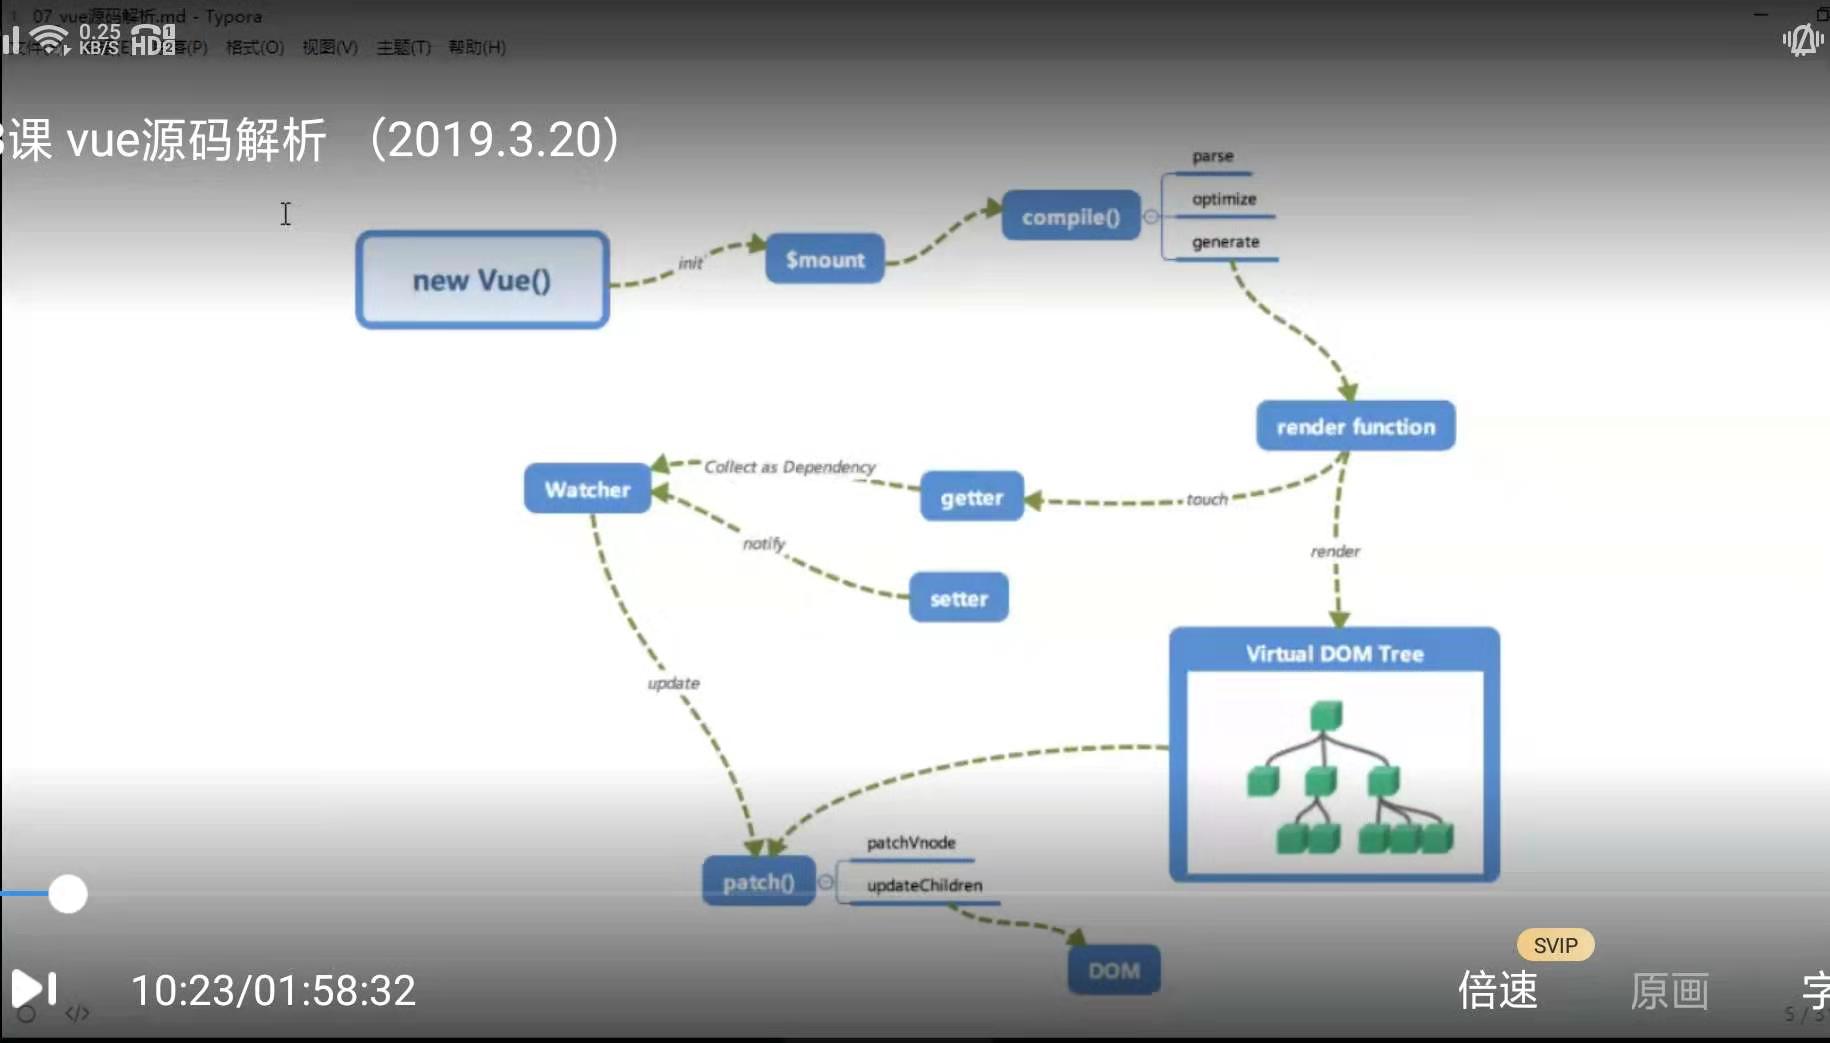 07 vue源码解析.md - Typora
0.25
KB/S
HD
格式(O) 视图(V) 主题(T) 帮助(H)
课 vue源码解析 （2019.3.20）
parse
optimize
generate
compile()
$mount
init
new Vue()
render function
Watcher
Collect as Dependency
getter
touch
notify
render
setter
Virtual DOM Tree
update
patchVnode
patch()
updateChildren
DOM
SVIP
10:23/01:58:32
倍速
原画
字